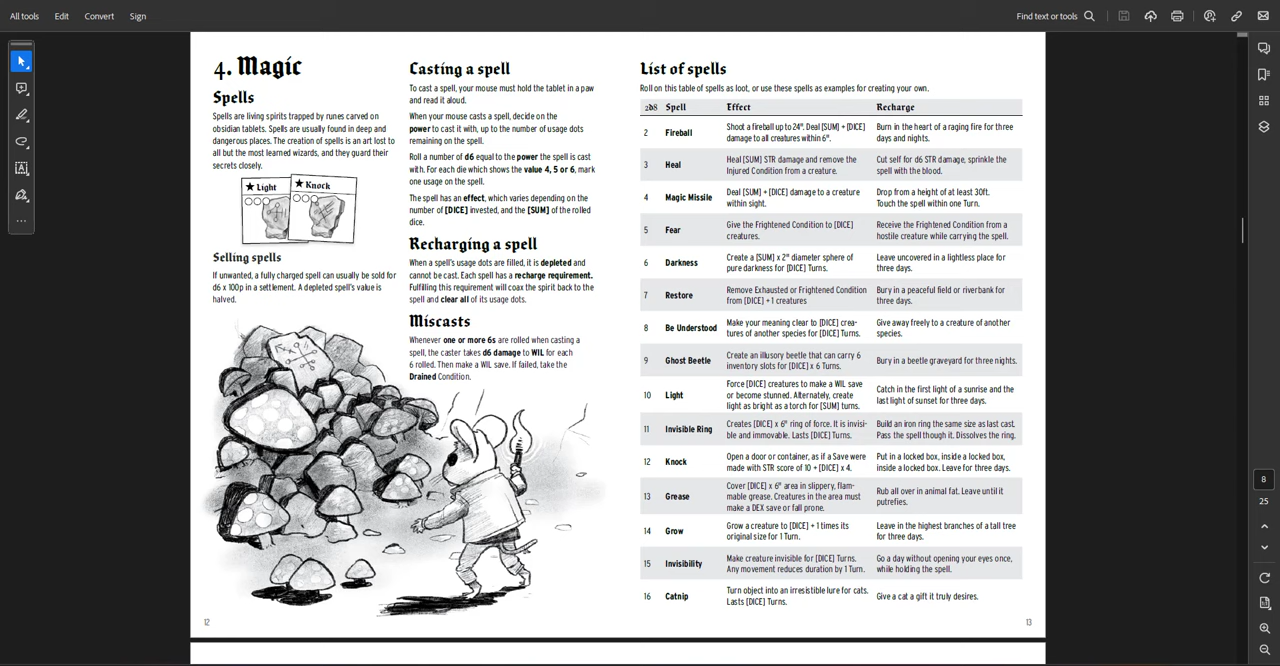 All tools
Edit
Convert
Sign
Find text or tools
4. Magic
Spells
Spells are living spirits trapped by runes carved on
obsidian tablets. Spells are usually found in deep and
dangerous places. The creation of spells is an art lost to
all but the most learned wizards, and they guard their
secrets closely.
Light
Knock
Selling spells
If unwanted, a fully charged spell can usually be sold for
d6 x 100p in a settlement. A depleted spell's value is
halved.
12
Casting a spell
To cast a spell, your mouse must hold the tablet in a paw
and read it aloud.
When your mouse casts a spell, decide on the
power to cast it with, up to the number of usage dots
remaining on the spell.
Roll a number of d6 equal to the power the spell is cast
with. For each die which shows the value 4, 5 or 6, mark
one usage on the spell.
The spell has an effect, which varies depending on the
number of [DICE] invested, and the [SUM] of the rolled
dice.
Recharging a spell
When a spell's usage dots are filled, it is depleted and
cannot be cast. Each spell has a recharge requirement.
Fulfilling this requirement will coax the spirit back to the
spell and clear all of its usage dots.
Miscasts
Whenever one or more 6s are rolled when casting a
spell, the caster takes d6 damage to WIL for each
6 rolled. Then make a WIL save. If failed, take the
Drained Condition.
List of spells
Roll on this table of spells as loot, or use these spells as examples for creating your own.
2d8 Spell Effect Recharge
2 Fireball Shoot a fireball up to 24". Deal [SUM] + [DICE] Burn in the heart of a raging fire for three
damage to all creatures within 6". days and nights.
3 Heal Heal [SUM] STR damage and remove the Cut self for d6 STR damage, sprinkle the
Injured Condition from a creature. spell with the blood.
4 Magic Missile Deal [SUM] + [DICE] damage to a creature Drop from a height of at least 30ft.
within sight. Touch the spell within one Turn.
5 Fear Give the Frightened Condition to [DICE] Receive the Frightened Condition from a
creatures. hostile creature while carrying the spell.
6 Darkness Create a [SUM] x 2" diameter sphere of Leave uncovered in a lightless place for
pure darkness for [DICE] Turns. three days.
7 Restore Remove Exhausted or Frightened Condition Bury in a peaceful field or riverbank for
from [DICE] + 1 creatures three days.
8 Be Understood Make your meaning clear to [DICE] crea- Give away freely to a creature of another
tures of another species for [DICE] Turns. species.
9 Ghost Beetle Create an illusory beetle that can carry 6 Bury in a beetle graveyard for three nights.
inventory slots for [DICE] x 6 Turns.
10 Light Force [DICE] creatures to make a WIL save Catch in the first light of a sunrise and the
or become stunned. Alternately, create last light of sunset for three days.
light as bright as a torch for [SUM] turns.
11 Invisible Ring Creates [DICE] x 6" ring of force. It is invisi- Build an iron ring the same size as last cast.
ble and immovable. Lasts [DICE] Turns. Pass the spell though it. Dissolves the ring.
12 Knock Open a door or container, as if a Save were Put in a locked box, inside a locked box,
made with STR score of 10 + [DICE] x 4. inside a locked box. Leave for three days.
13 Grease Cover [DICE] x 6" area in slippery, flam- Rub all over in animal fat. Leave until it
mable grease. Creatures in the area must putrefies.
make a DEX save or fall prone.
14 Grow Grow a creature to [DICE] + 1 times its Leave in the highest branches of a tall tree
original size for 1 Turn. for three days.
15 Invisibility Make creature invisible for [DICE] Turns. Go a day without opening your eyes once,
Any movement reduces duration by 1 Turn. while holding the spell.
16 Catnip Turn object into an irresistible lure for cats. Give a cat a gift it truly desires.
Lasts [DICE] Turns.
13
8
25